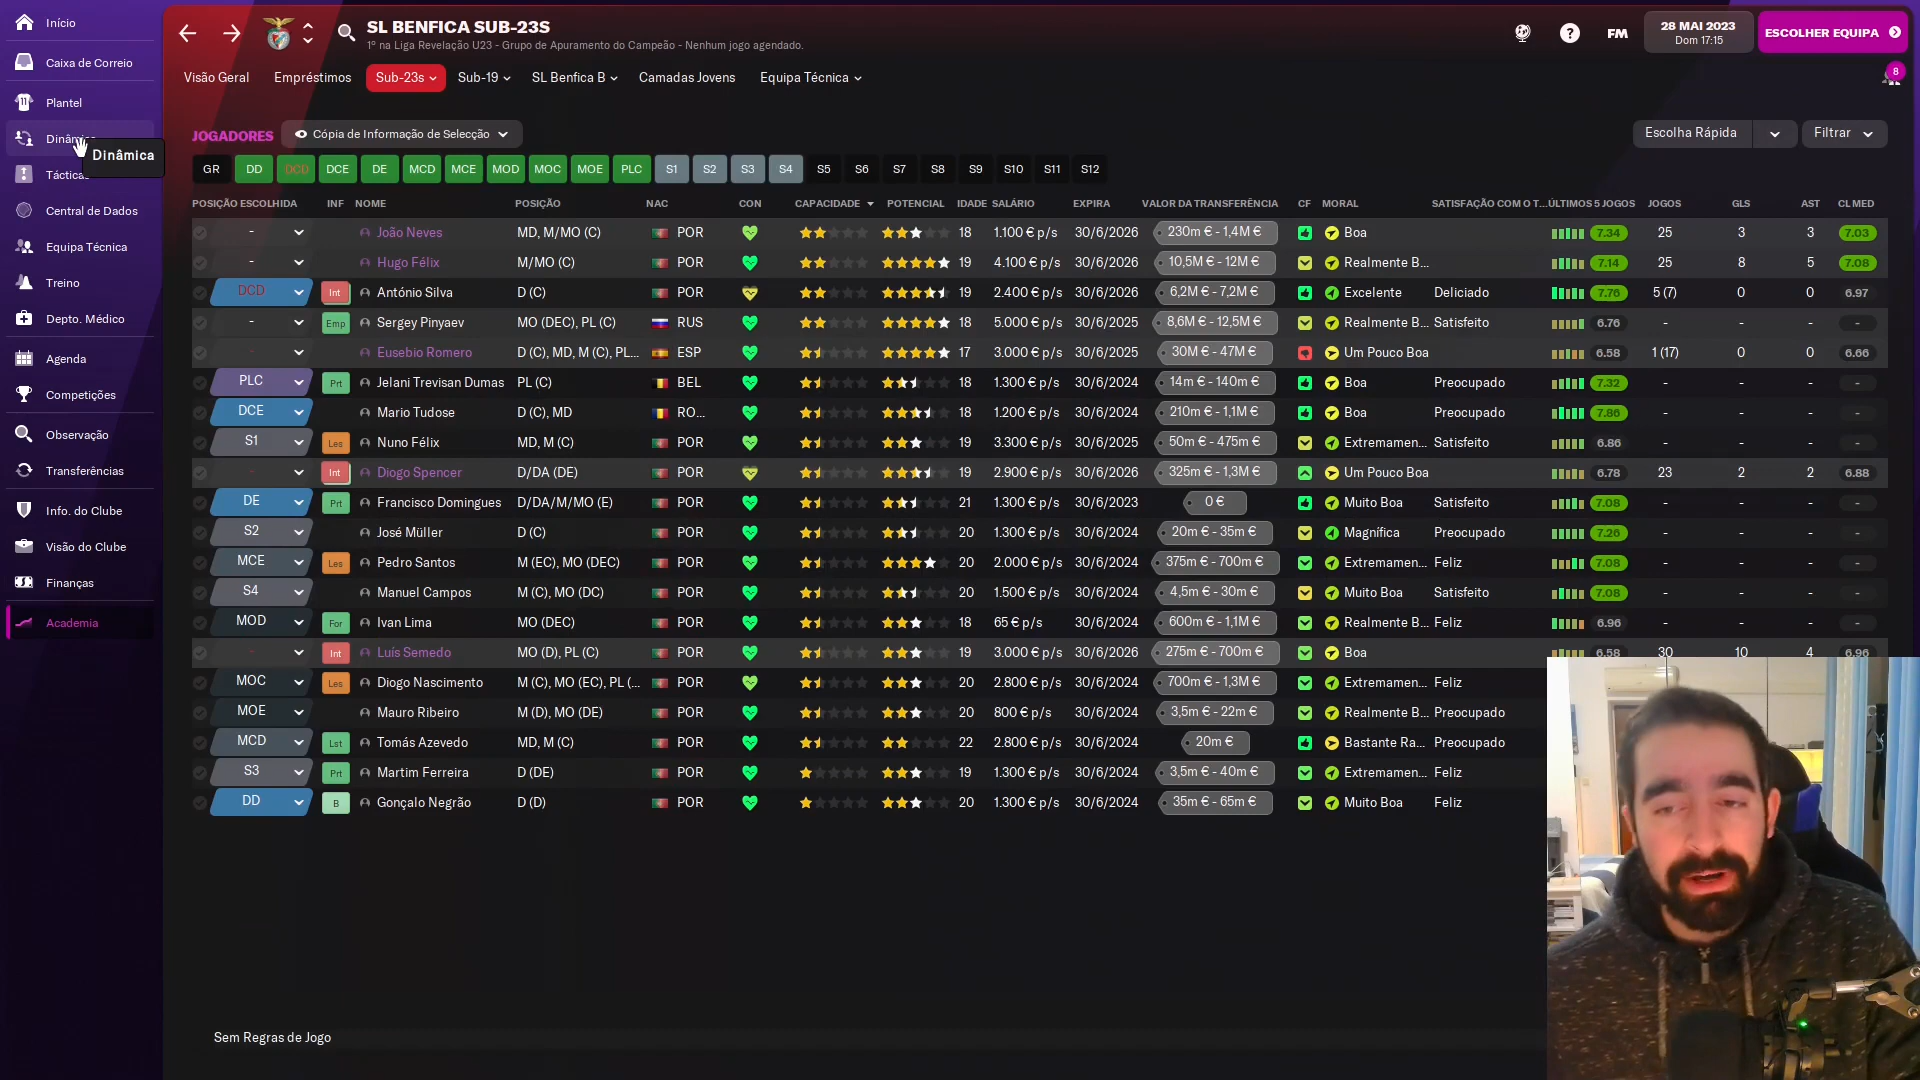 Início
Caixa de Correio
Plantel
Dinâmica
Dinâmica
Tácticas
Central de Dados
Equipa Técnica
Treino
Depto. Médico
Agenda
Competições
Observação
Transferências
Info. do Clube
Visão do Clube
Finanças
Academia
SL BENFICA SUB-23S
1º na Liga Revelação U23 - Grupo de Apuramento do Campeão - Nenhum jogo agendado.
FM
28 MAI 2023
Dom 17:15
ESCOLHER EQUIPA
8
Visão Geral Empréstimos Sub-23s Sub-19 SL Benfica B Camadas Jovens Equipa Técnica
JOGADORES Cópia de Informação de Selecção Escolha Rápida Filtrar
GR DD DCD DCE DE MCD MCE MOD MOC MOE PLC S1 S2 S3 S4 S5 S6 S7 S8 S9 S10 S11 S12
POSIÇÃO ESCOLHIDA INF NOME POSIÇÃO NAC CON CAPACIDADE POTENCIAL IDADE SALÁRIO EXPIRA VALOR DA TRANSFERÊNCIA CF MORAL SATISFAÇÃO COM O T... ÚLTIMOS 5 JOGOS JOGOS GLS AST CL MED
- João Neves MD, M/MO (C) POR 18 1.100 € p/s 30/6/2026 230m € - 1,4M € Boa 7.34 25 3 3 7.03
- Hugo Félix M/MO (C) POR 19 4.100 € p/s 30/6/2026 10,5M € - 12M € Realmente B... 7.14 25 8 5 7.08
DCD Int António Silva D (C) POR 19 2.400 € p/s 30/6/2026 6,2M € - 7,2M € Excelente Deliciado 7.76 5 (7) 0 0 6.97
- Emp Sergey Pinyaev MO (DEC), PL (C) RUS 18 5.000 € p/s 30/6/2025 8,6M € - 12,5M € Realmente B... Satisfeito 6.76 - - - -
- Eusebio Romero D (C), MD, M (C), PL... ESP 17 3.000 € p/s 30/6/2025 30M € - 47M € Um Pouco Boa 6.58 1 (17) 0 0 6.66
PLC Prt Jelani Trevisan Dumas PL (C) BEL 18 1.300 € p/s 30/6/2024 14m € - 140m € Boa Preocupado 7.32 - - - -
DCE Mario Tudose D (C), MD RO... 18 1.200 € p/s 30/6/2024 210m € - 1,1M € Boa Preocupado 7.86 - - - -
S1 Les Nuno Félix MD, M (C) POR 19 3.300 € p/s 30/6/2025 50m € - 475m € Extremamen... Satisfeito 6.86 - - - -
- Int Diogo Spencer D/DA (DE) POR 19 2.900 € p/s 30/6/2026 325m € - 1,3M € Um Pouco Boa 6.78 23 2 2 6.88
DE Prt Francisco Domingues D/DA/M/MO (E) POR 21 1.300 € p/s 30/6/2023 0 € Muito Boa Satisfeito 7.08 - - - -
S2 José Müller D (C) POR 20 1.300 € p/s 30/6/2024 20m € - 35m € Magnífica Preocupado 7.26 - - - -
MCE Les Pedro Santos M (EC), MO (DEC) POR 20 2.000 € p/s 30/6/2024 375m € - 700m € Extremamen... Feliz 7.08 - - - -
S4 Manuel Campos M (C), MO (DC) POR 20 1.500 € p/s 30/6/2024 4,5m € - 30m € Muito Boa Satisfeito 7.08 - - - -
MOD For Ivan Lima MO (DEC) POR 18 65 € p/s 30/6/2024 600m € - 1,1M € Realmente B... Feliz 6.96 - - - -
- Int Luís Semedo MO (D), PL (C) POR 19 3.000 € p/s 30/6/2026 275m € - 700m € Boa 6.58 30 10 4 6.96
MOC Les Diogo Nascimento M (C), MO (EC), PL (... POR 20 2.800 € p/s 30/6/2024 700m € - 1,3M € Extremamen... Feliz
MOE Mauro Ribeiro M (D), MO (DE) POR 20 800 € p/s 30/6/2024 3,5m € - 22m € Realmente B... Preocupado
MCD Lst Tomás Azevedo MD, M (C) POR 22 2.800 € p/s 30/6/2024 20m € Bastante Ra... Preocupado
S3 Prt Martim Ferreira D (DE) POR 19 1.300 € p/s 30/6/2024 3,5m € - 40m € Extremamen... Feliz
DD B Gonçalo Negrão D (D) POR 20 1.300 € p/s 30/6/2024 35m € - 65m € Muito Boa Feliz
Sem Regras de Jogo